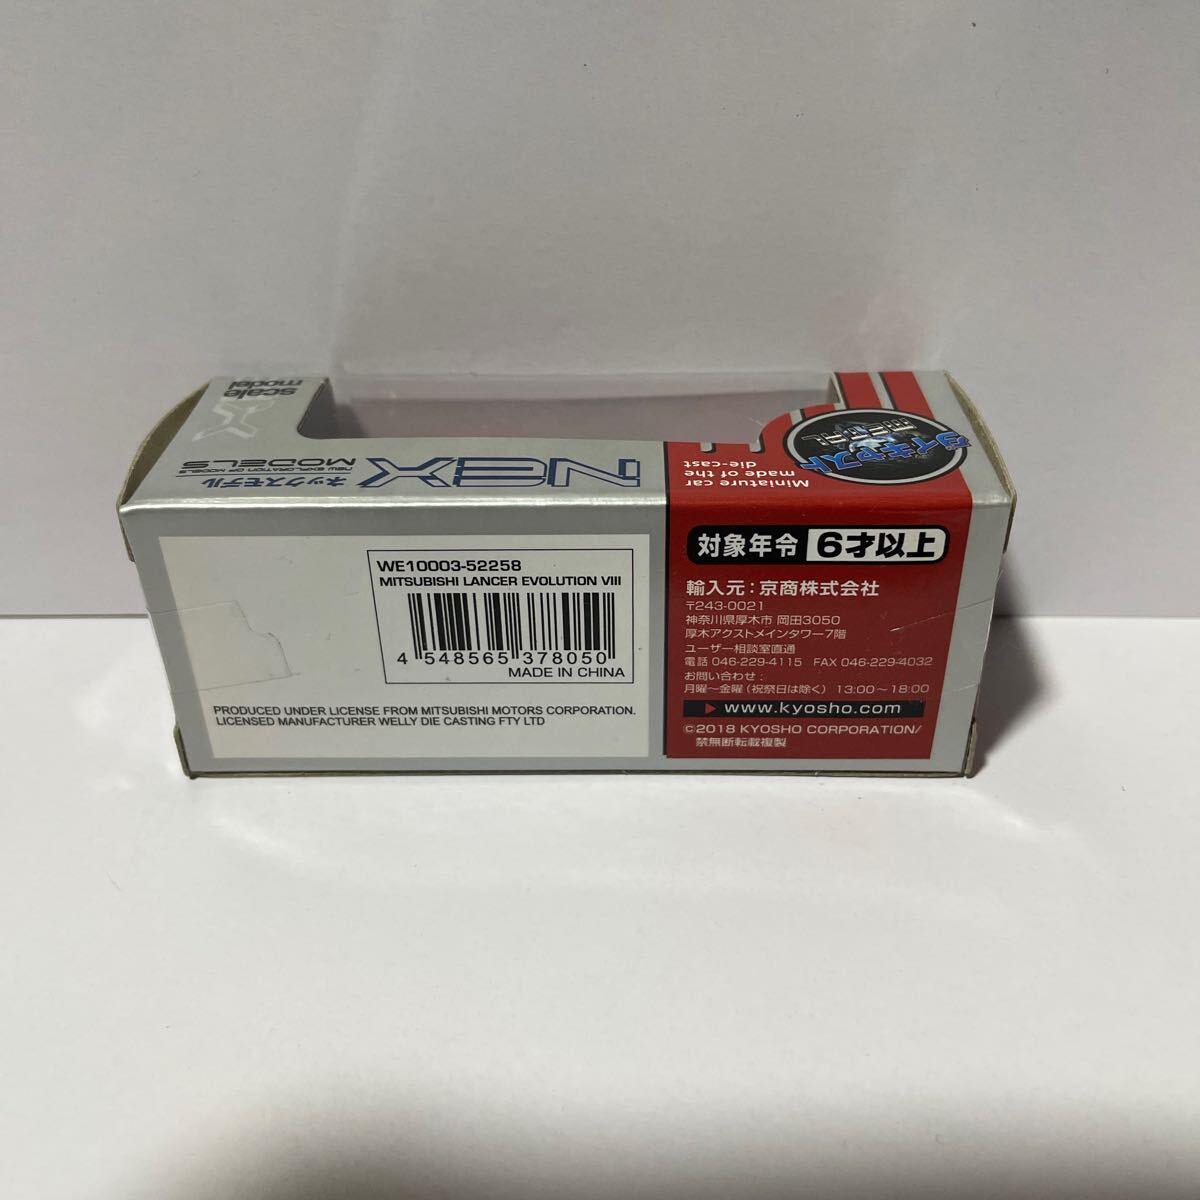 scale
model
NEX
NEW EXPLORATION OF MODELS
MODELS
ネックスモデル
ダイキャスト
METAL
Miniature car
made of the
die-cast
WE10003-52258
MITSUBISHI LANCER EVOLUTION VIII
4 548565 378050
MADE IN CHINA
PRODUCED UNDER LICENSE FROM MITSUBISHI MOTORS CORPORATION.
LICENSED MANUFACTURER WELLY DIE CASTING FTY LTD
対象年令 6才以上
輸入元：京商株式会社
〒243-0021
神奈川県厚木市 岡田3050
厚木アクストメインタワー7階
ユーザー相談室直通
電話 046-229-4115 FAX 046-229-4032
お問い合わせ：
月曜～金曜（祝祭日は除く）13:00～18:00
www.kyosho.com
©2018 KYOSHO CORPORATION/
禁無断転載複製